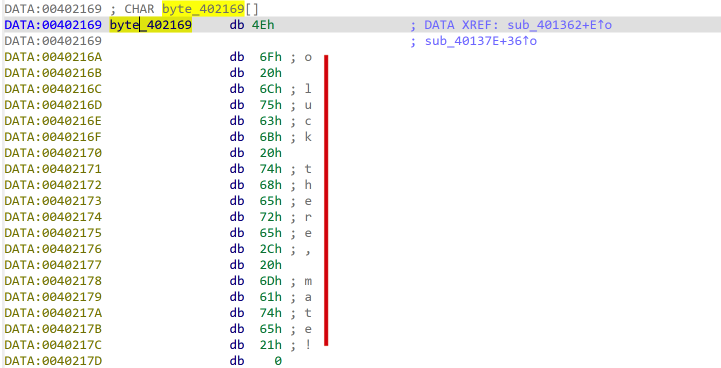 DATA:00402169 ; CHAR byte_402169[]
DATA:00402169 byte_402169 db 4Eh ; DATA XREF: sub_401362+E↑o
DATA:00402169 ; sub_40137E+36↑o
DATA:0040216A db 6Fh ; o
DATA:0040216B db 20h
DATA:0040216C db 6Ch ; l
DATA:0040216D db 75h ; u
DATA:0040216E db 63h ; c
DATA:0040216F db 6Bh ; k
DATA:00402170 db 20h
DATA:00402171 db 74h ; t
DATA:00402172 db 68h ; h
DATA:00402173 db 65h ; e
DATA:00402174 db 72h ; r
DATA:00402175 db 65h ; e
DATA:00402176 db 2Ch ; ,
DATA:00402177 db 20h
DATA:00402178 db 6Dh ; m
DATA:00402179 db 61h ; a
DATA:0040217A db 74h ; t
DATA:0040217B db 65h ; e
DATA:0040217C db 21h ; !
DATA:0040217D db 0